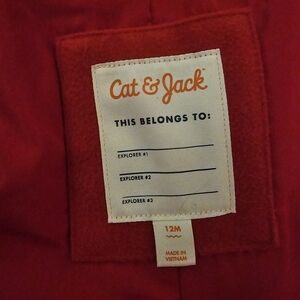 Cat & Jack
THIS BELONGS TO:
EXPLORER #1
EXPLORER #2
EXPLORER #3
12M
MADE IN
VIETNAM